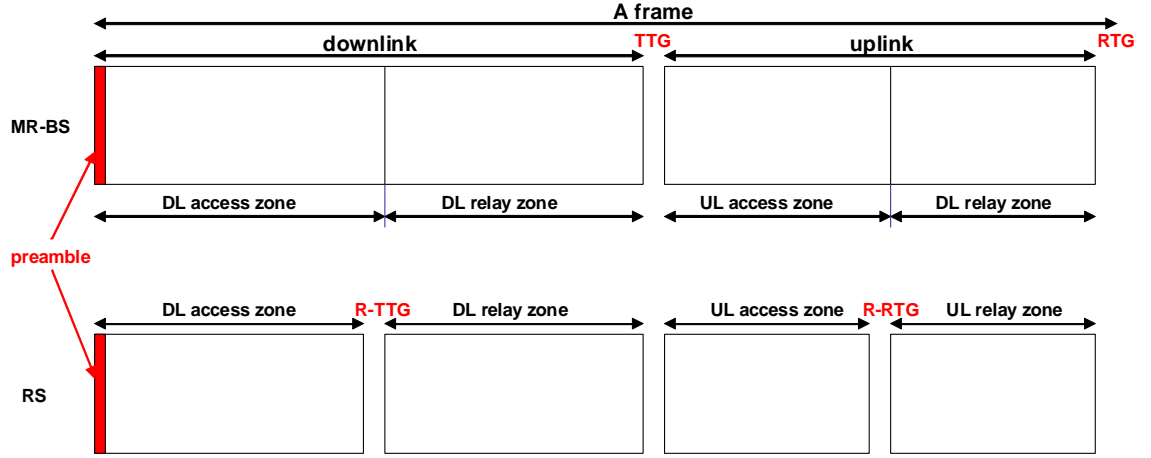 A frame
downlink TTG uplink RTG
MR-BS
DL access zone DL relay zone UL access zone DL relay zone
preamble
DL access zone R-TTG DL relay zone UL access zone R-RTG UL relay zone
RS